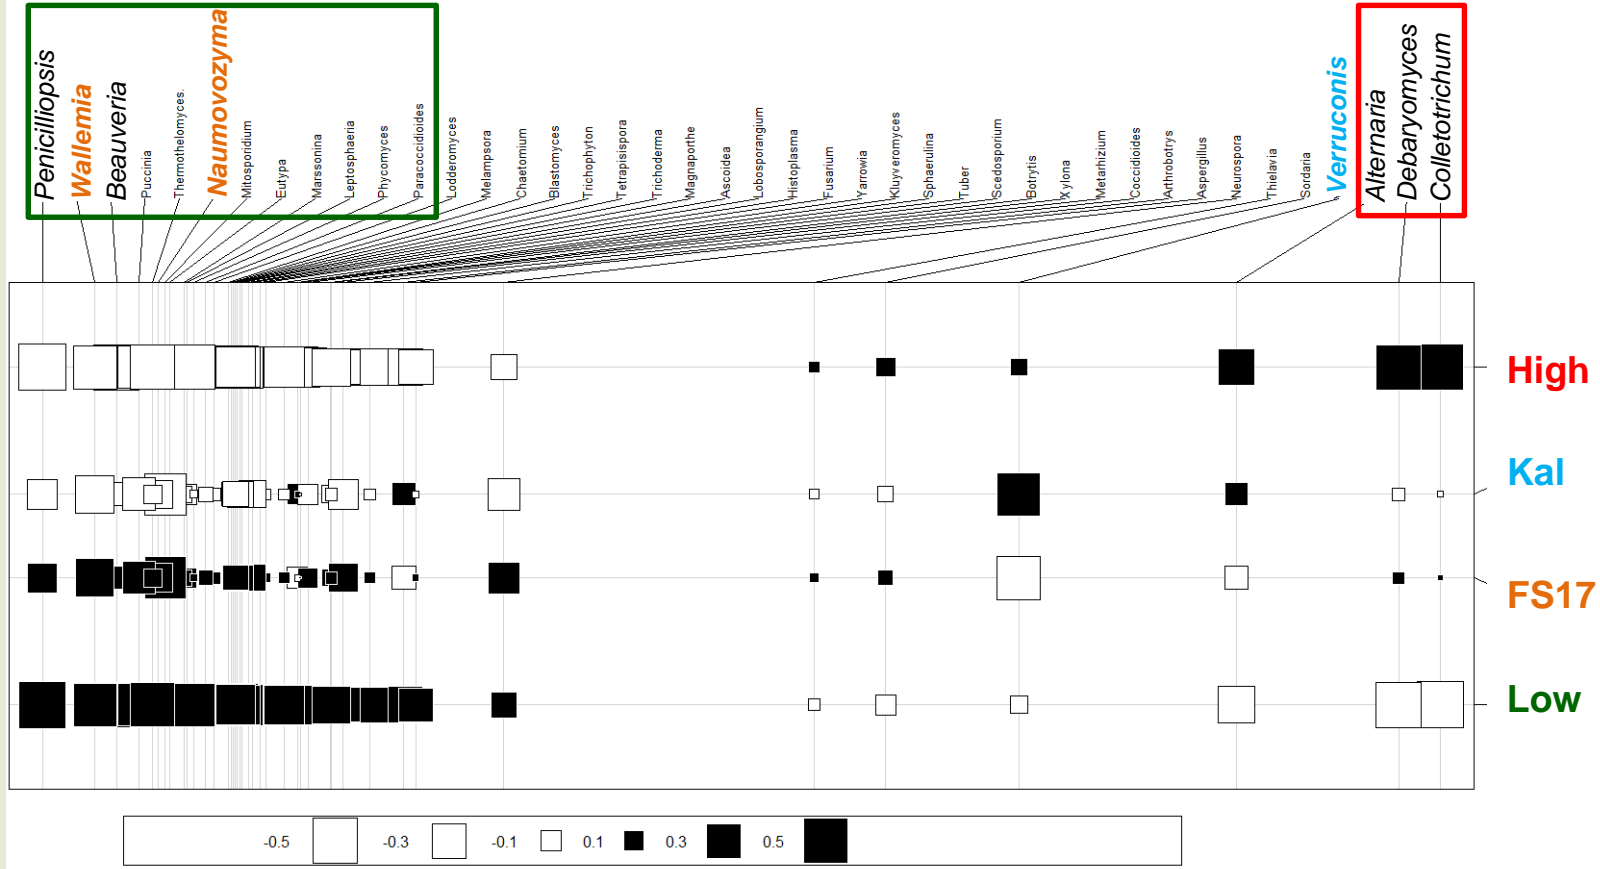 Penicilliopsis
Wallemia
Beauveria
Puccinia
Thermothelomyces.
Naumovozyma
Mitosporidium
Eutypa
Marssonina
Leptosphaeria
Phycomyces
Paracoccidioides
Lodderomyces
Melampsora
Chaetomium
Blastomyces
Trichophyton
Tetrapisispora
Trichoderma
Magnaporthe
Ascoidea
Lobosporangium
Histoplasma
Fusarium
Yarrowia
Kluyveromyces
Sphaerulina
Tuber
Scedosporium
Botrytis
Xylona
Metarhizium
Coccidioides
Arthrobotrys
Aspergillus
Neurospora
Thielavia
Sordaria
Verruconis
Alternaria
Debaryomyces
Colletotrichum
High
Kal
FS17
Low
-0.5 -0.3 -0.1 0.1 0.3 0.5